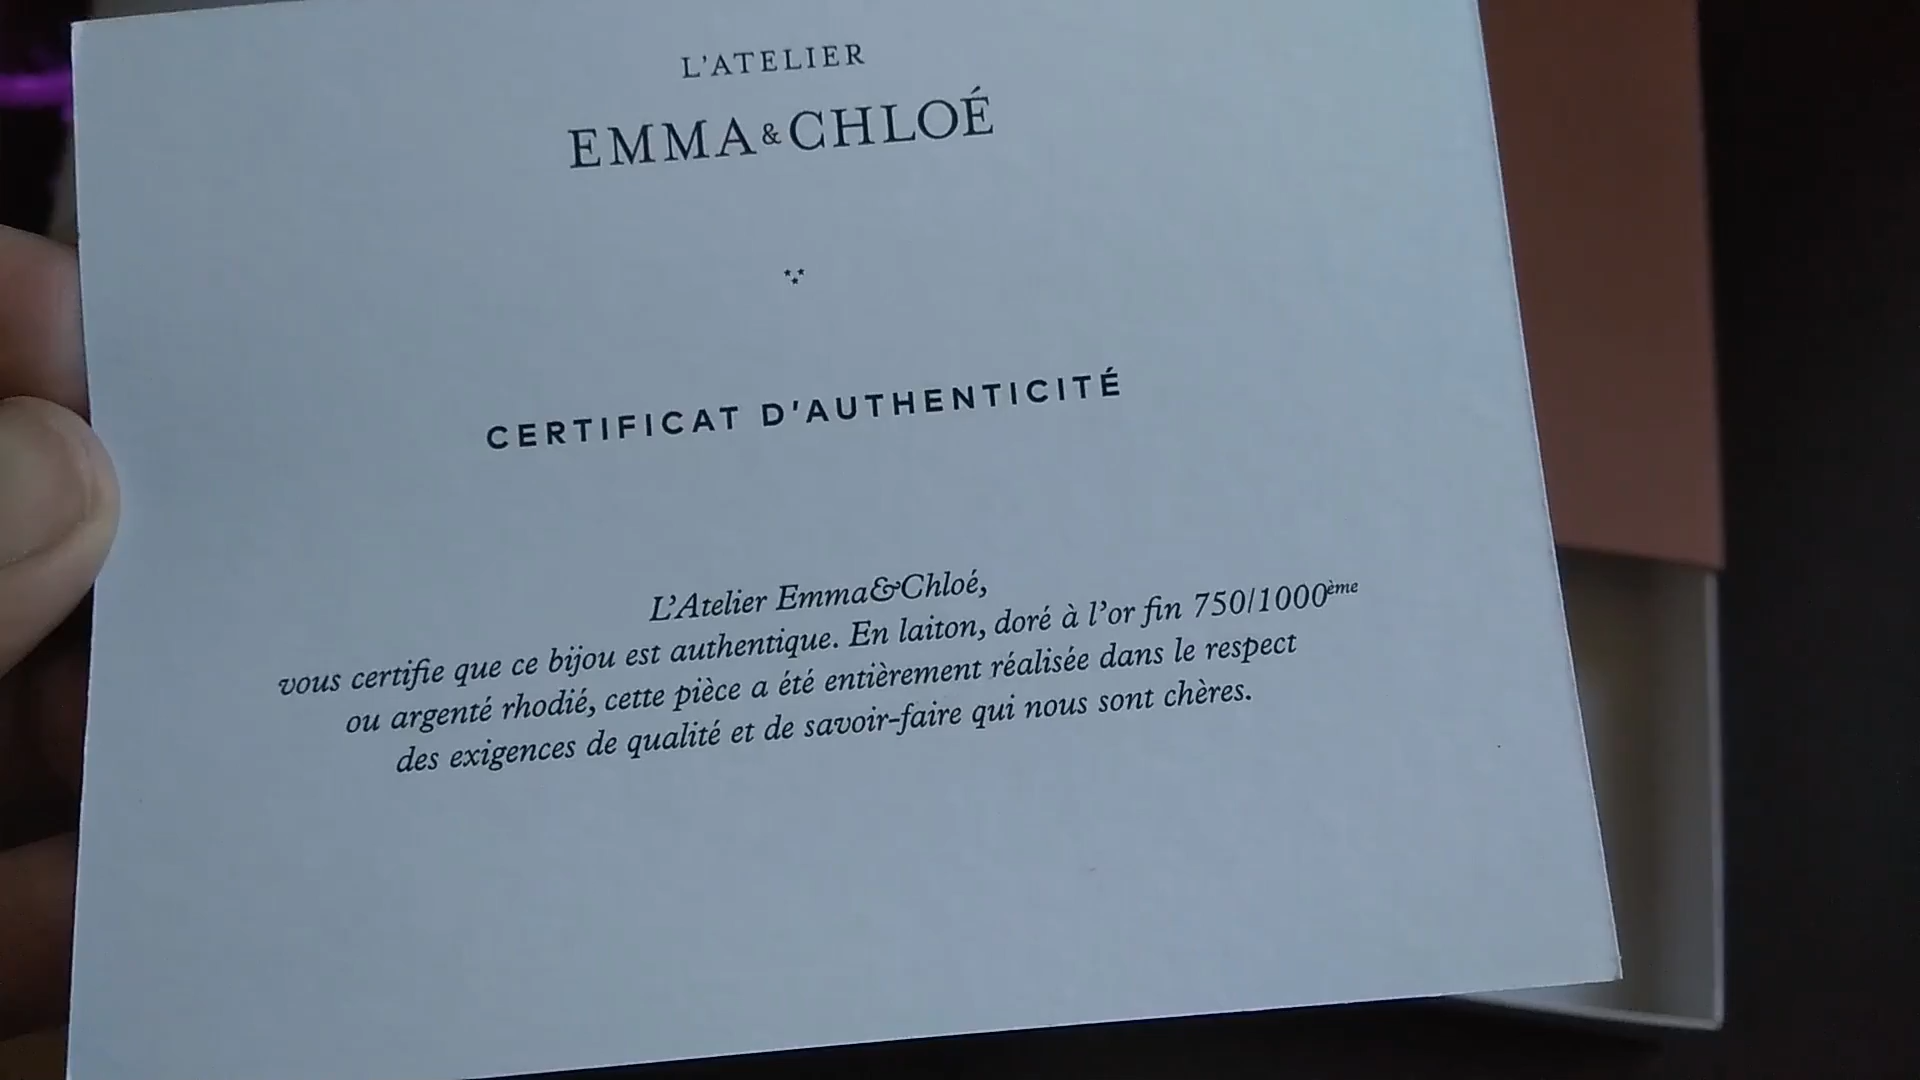 L'ATELIER
EMMA&CHLOÉ
CERTIFICAT D'AUTHENTICITÉ
L'Atelier Emma&Chloé,
vous certifie que ce bijou est authentique. En laiton, doré à l'or fin 750/1000ème
ou argenté rhodié, cette pièce a été entièrement réalisée dans le respect
des exigences de qualité et de savoir-faire qui nous sont chères.